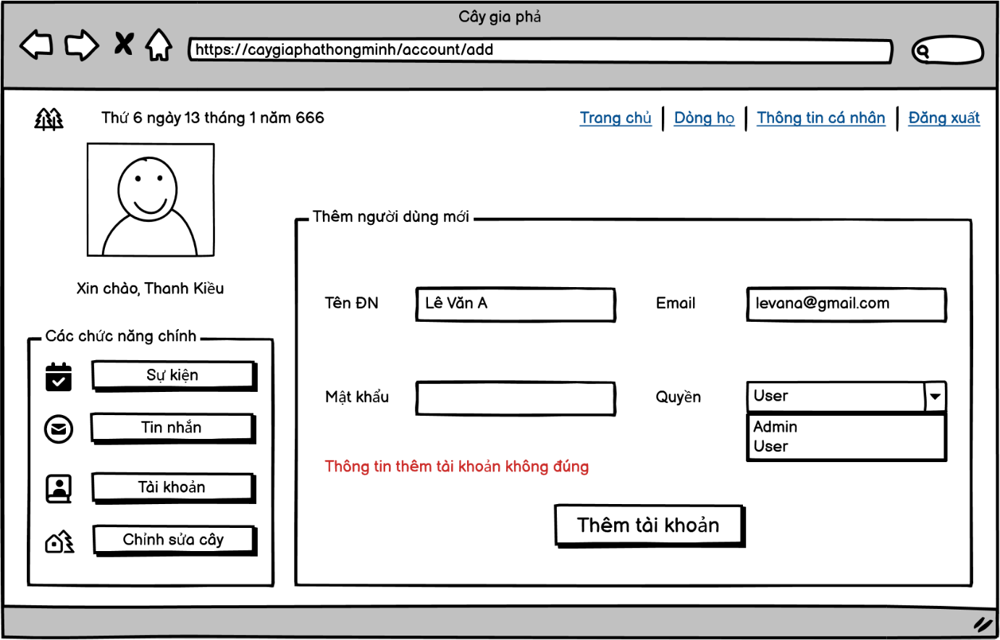 Cây gia phả
https://caygiaphathongminh/account/add
Thứ 6 ngày 13 tháng 1 năm 666
Trang chủ
Dòng họ
Thông tin cá nhân
Đăng xuất
Xin chào, Thanh Kiều
Các chức năng chính
Sự kiện
Tin nhắn
Tài khoản
Chỉnh sửa cây
Thêm người dùng mới
Tên ĐN
Lê Văn A
Email
levana@gmail.com
Mật khẩu
Quyền
User
Admin
User
Thông tin thêm tài khoản không đúng
Thêm tài khoản